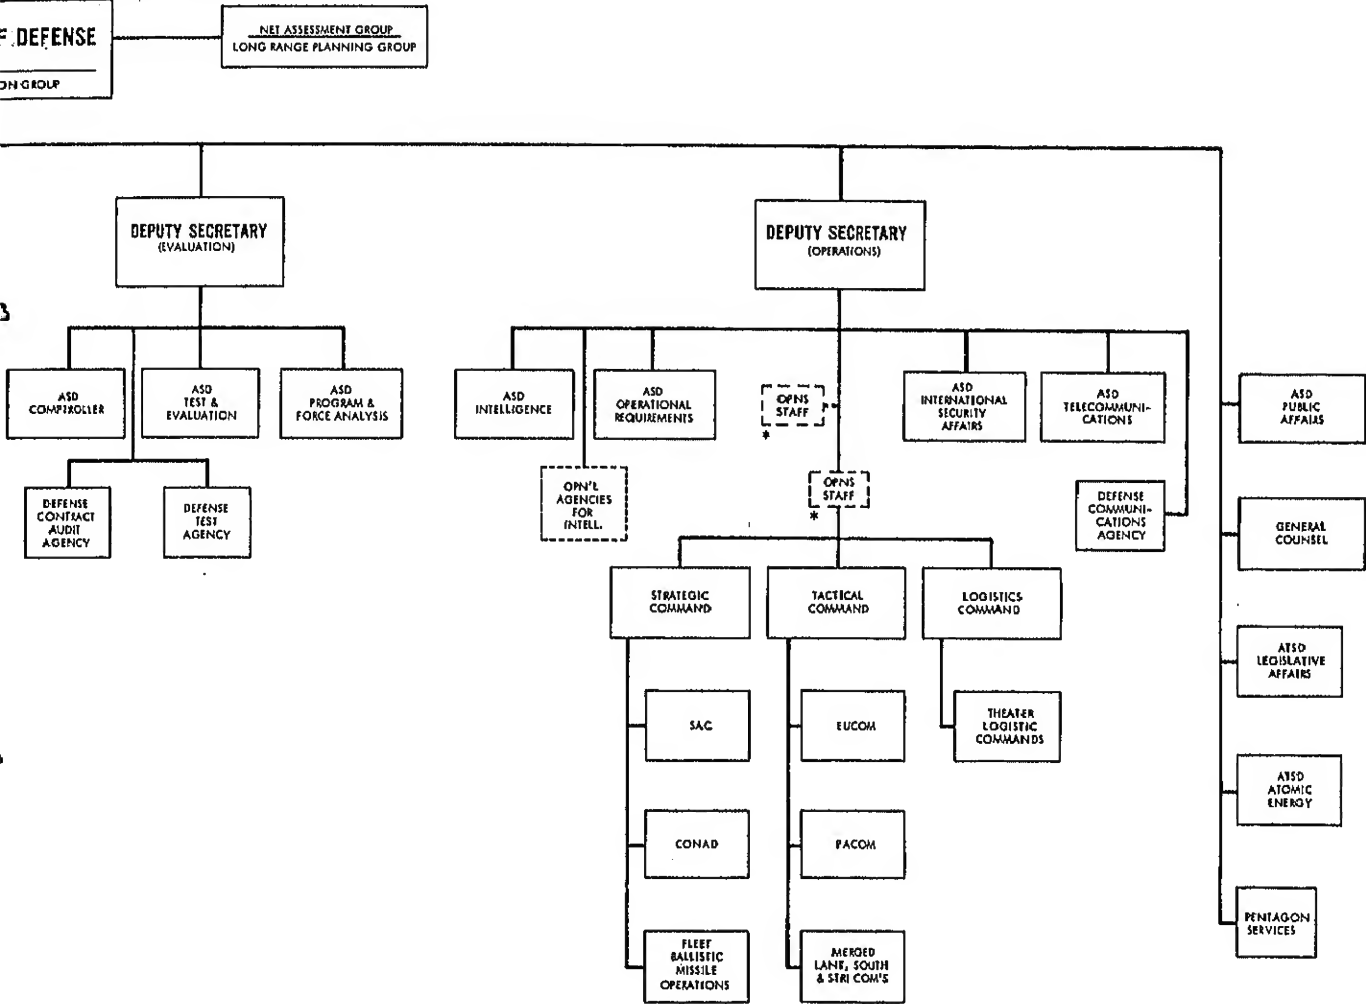 F DEFENSE
ON GROUP
NET ASSESSMENT GROUP
LONG RANGE PLANNING GROUP
DEPUTY SECRETARY
(EVALUATION)
DEPUTY SECRETARY
(OPERATIONS)
ASD
COMPTROLLER
ASD
TEST &
EVALUATION
ASD
PROGRAM &
FORCE ANALYSIS
ASD
INTELLIGENCE
ASD
OPERATIONAL
REQUIREMENTS
OPNS
STAFF
*
ASD
INTERNATIONAL
SECURITY
AFFAIRS
ASD
TELECOMMUNI-
CATIONS
ASD
PUBLIC
AFFAIRS
DEFENSE
CONTRACT
AUDIT
AGENCY
DEFENSE
TEST
AGENCY
OPN'L
AGENCIES
FOR
INTELL.
OPNS
STAFF
*
DEFENSE
COMMUNI-
CATIONS
AGENCY
GENERAL
COUNSEL
STRATEGIC
COMMAND
TACTICAL
COMMAND
LOGISTICS
COMMAND
ATSD
LEGISLATIVE
AFFAIRS
SAC
EUCOM
THEATER
LOGISTIC
COMMANDS
ATSD
ATOMIC
ENERGY
CONAD
PACOM
PENTAGON
SERVICES
FLEET
BALLISTIC
MISSILE
OPERATIONS
MERGED
LANT, SOUTH
& STRI COM'S